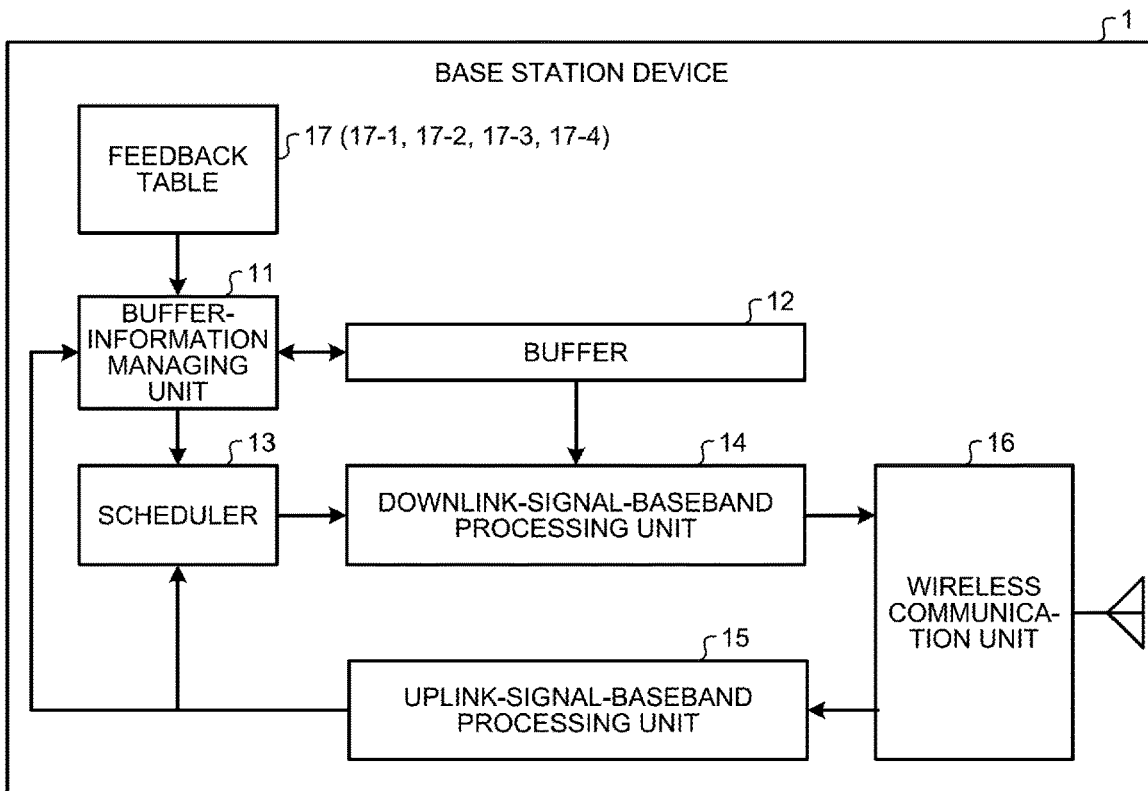 1
BASE STATION DEVICE
FEEDBACK
TABLE
17 (17-1, 17-2, 17-3, 17-4)
11
BUFFER-
INFORMATION
MANAGING
UNIT
12
BUFFER
13
SCHEDULER
14
DOWNLINK-SIGNAL-BASEBAND
PROCESSING UNIT
16
WIRELESS
COMMUNICA-
TION UNIT
15
UPLINK-SIGNAL-BASEBAND
PROCESSING UNIT